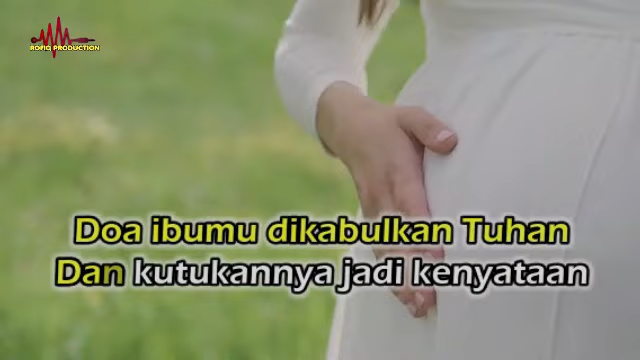 ROFIQ PRODUCTION
Doa ibumu dikabulkan Tuhan
Dan kutukannya jadi kenyataan